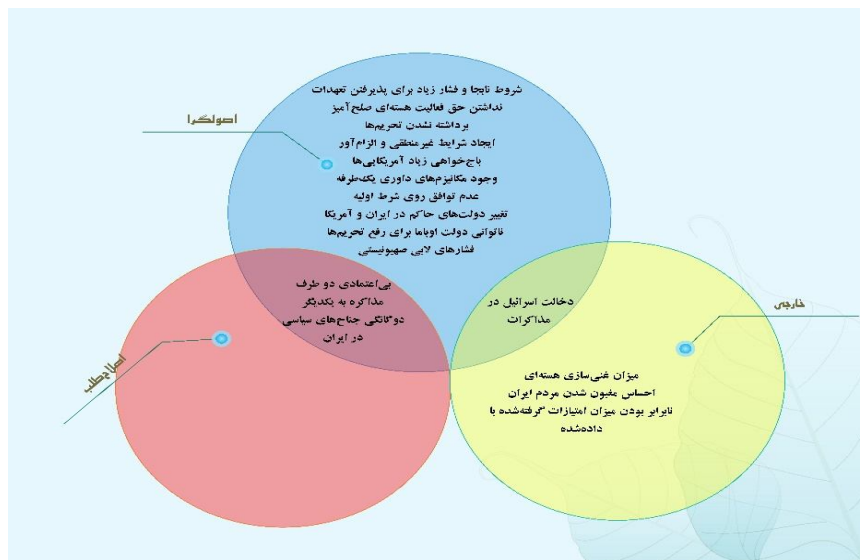 شروط نابجا و فشار زیاد برای پذیرفتن تعهدات
نداشتن حق فعالیت هسته‌ای صلح‌آمیز
برداشته نشدن تحریم‌ها
ایجاد شرایط غیرمنطقی و الزام‌آور
باج‌خواهی زیاد آمریکایی‌ها
وجود مکانیزم‌های داوری یک‌طرفه
عدم توافق روی شرط اولیه
تغییر دولت‌های حاکم در ایران و آمریکا
ناتوانی دولت اوباما برای رفع تحریم‌ها
فشارهای لابی صهیونیستی
اصولگرا
بی‌اعتمادی دو طرف
مذاکره به یکدیگر
دوگانگی جناح‌های سیاسی
در ایران
دخالت اسرائیل در
مذاکرات
خارجی
میزان غنی‌سازی هسته‌ای
احساس مغبون شدن مردم ایران
نابرابر بودن میزان امتیازات گرفته‌شده با
داده‌شده
اصلاح‌طلب